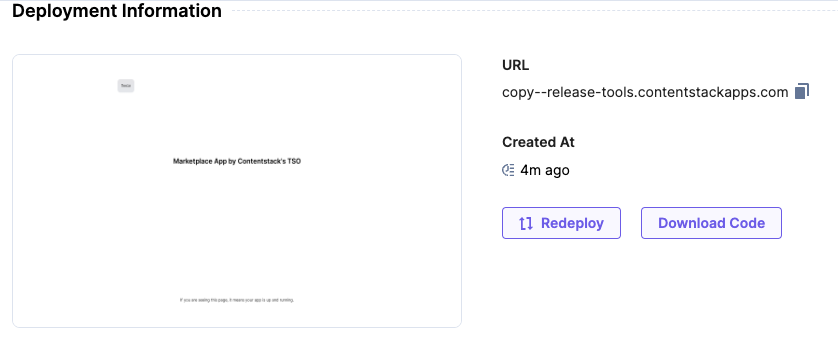 Deployment Information
Marketplace App by Contentstack's TSO
If you are seeing this page, it means your app is up and running.
URL
copy--release-tools.contentstackapps.com
Created At
4m ago
Redeploy
Download Code